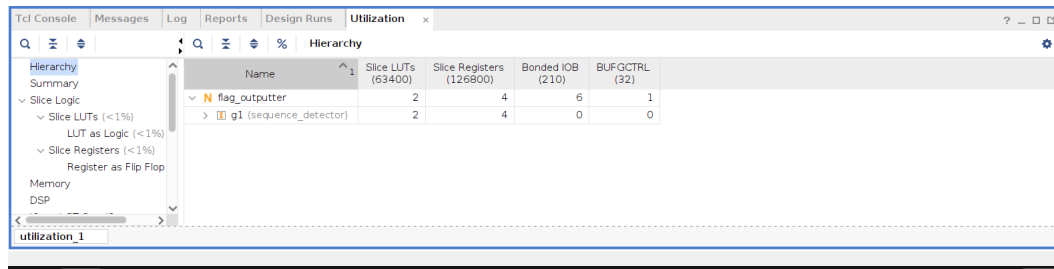 Tcl Console Messages Log Reports Design Runs Utilization × ? _
% Hierarchy
Hierarchy
Summary
Slice Logic
Slice LUTs (<1%)
LUT as Logic (<1%)
Slice Registers (<1%)
Register as Flip Flop
Memory
DSP
Name 1 Slice LUTs (63400) Slice Registers (126800) Bonded IOB (210) BUFGCTRL (32)
N flag_outputter 2 4 6 1
I g1 (sequence_detector) 2 4 0 0
utilization_1